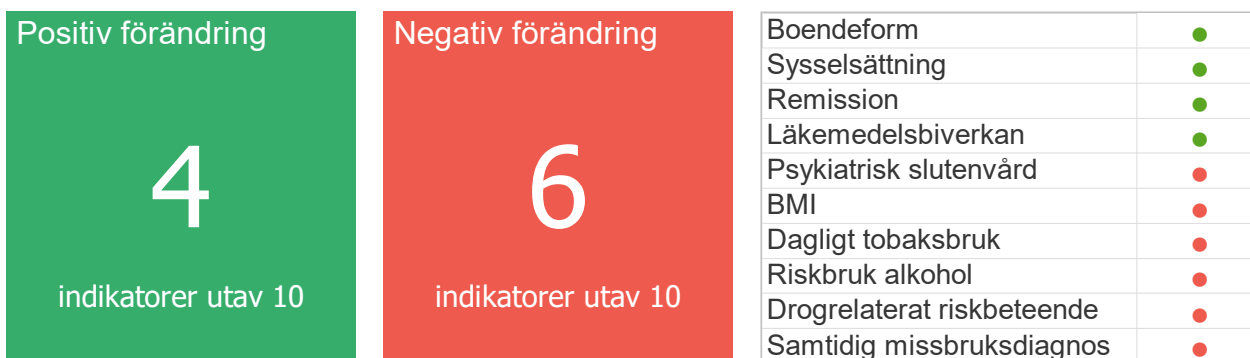 Positiv förändring
4
indikatorer utav 10
Negativ förändring
6
indikatorer utav 10
Boendeform
Sysselsättning
Remission
Läkemedelsbiverkan
Psykiatrisk slutenvård
BMI
Dagligt tobaksbruk
Riskbruk alkohol
Drogrelaterat riskbeteende
Samtidig missbruksdiagnos